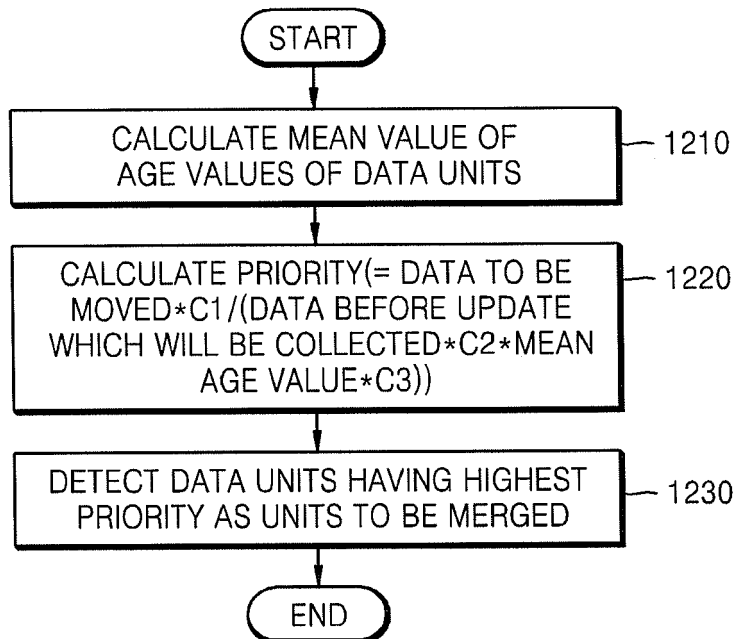 START
CALCULATE MEAN VALUE OF
AGE VALUES OF DATA UNITS
1210
CALCULATE PRIORITY(= DATA TO BE
MOVED*C1/(DATA BEFORE UPDATE
WHICH WILL BE COLLECTED*C2*MEAN
AGE VALUE*C3))
1220
DETECT DATA UNITS HAVING HIGHEST
PRIORITY AS UNITS TO BE MERGED
1230
END